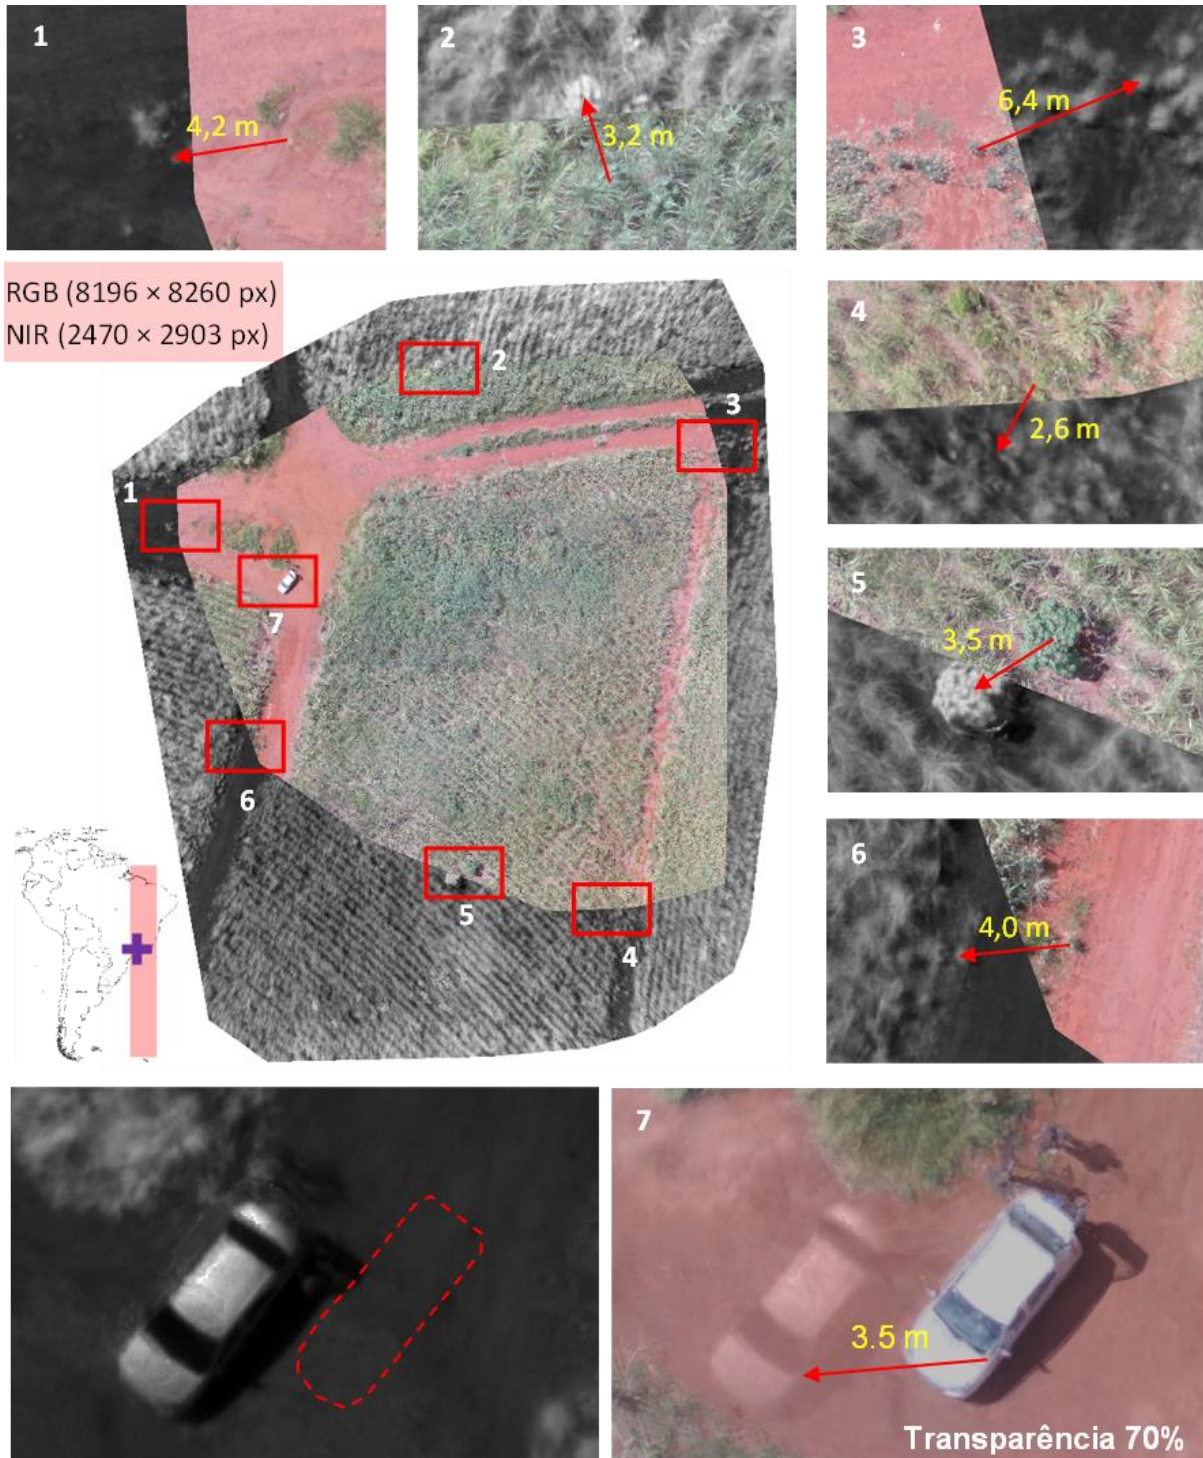 1
4,2 m
2
3,2 m
3
6,4 m
RGB (8196 × 8260 px)
NIR (2470 × 2903 px)
2
3
1
7
6
5
4
4
2,6 m
5
3,5 m
6
4,0 m
7
3.5 m
Transparência 70%